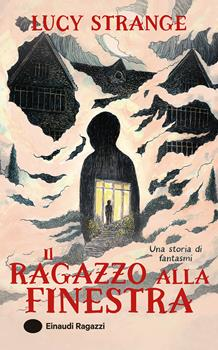 LUCY STRANGE
Una storia di
fantasmi
Il
RAGAZZO ALLA
FINESTRA
Einaudi Ragazzi